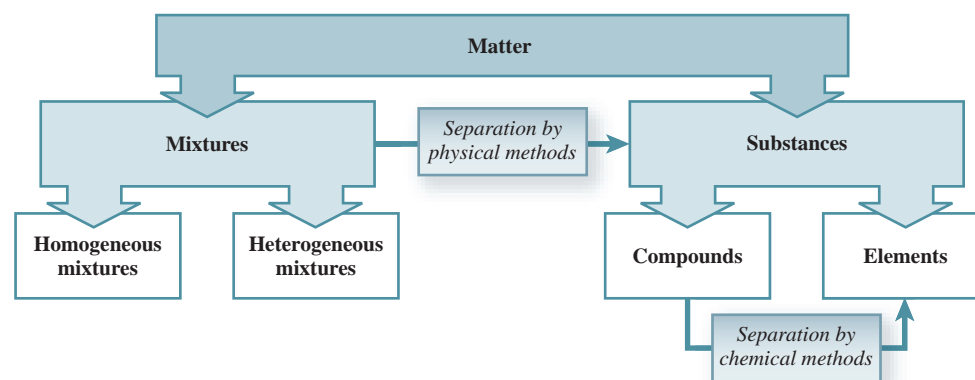 Matter
Mixtures
Separation by
physical methods
Substances
Homogeneous
mixtures
Heterogeneous
mixtures
Compounds
Elements
Separation by
chemical methods